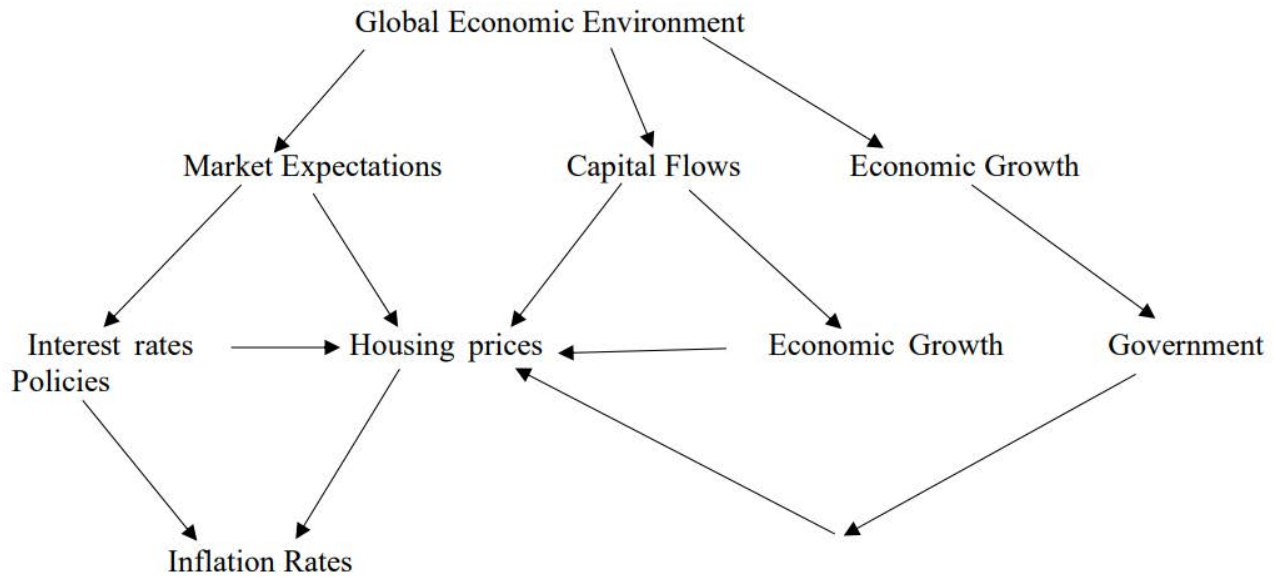 Global Economic Environment
Market Expectations
Capital Flows
Economic Growth
Interest rates
Housing prices
Economic Growth
Government
Policies
Inflation Rates